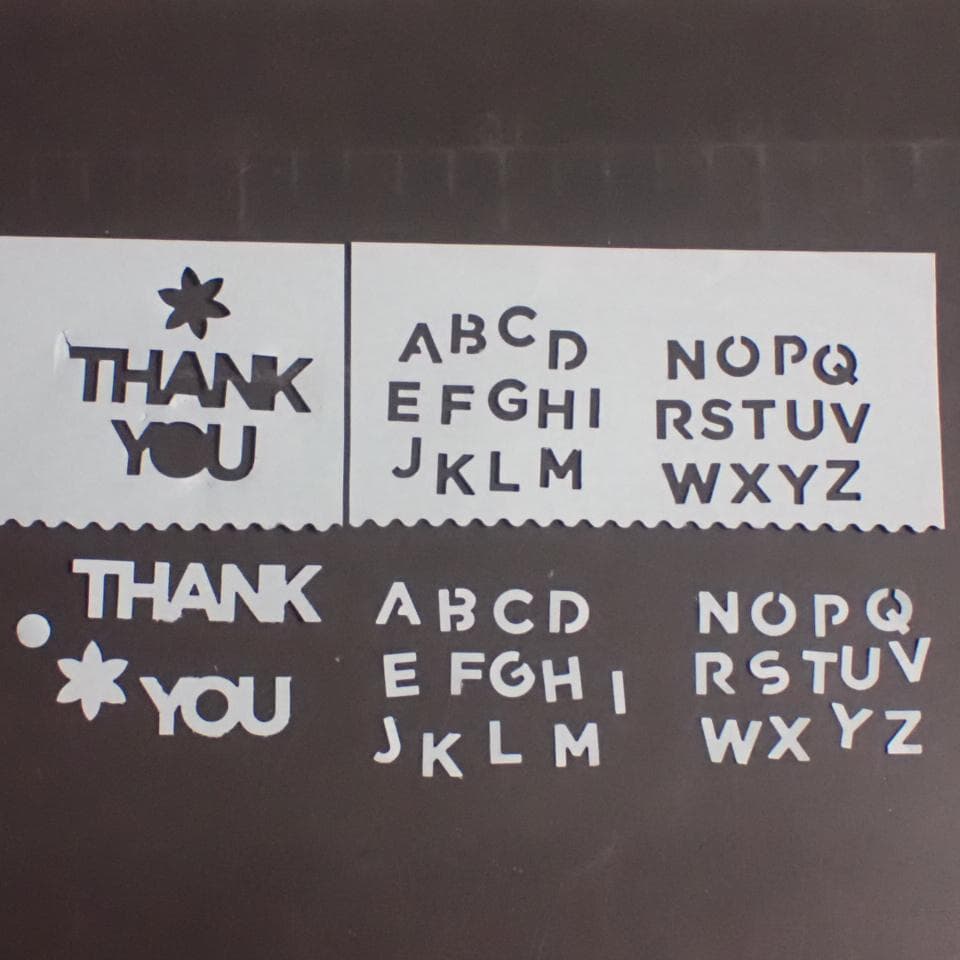 THANK
YOU
ABCD
EFGHI
JKLM
NOPQ
RSTUV
WXYZ
THANK
YOU
ABCD
EFGHI
JKLM
NOPQ
RSTUV
WXYZ